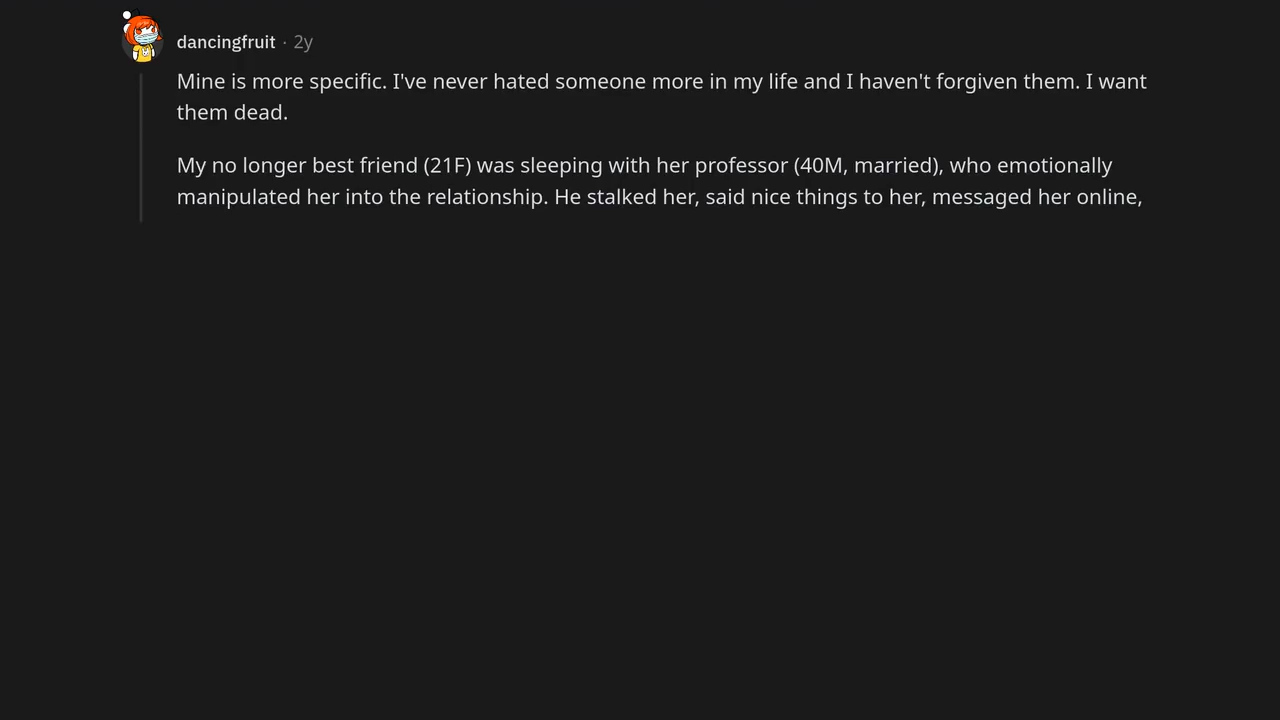 dancingfruit · 2y
Mine is more specific. I've never hated someone more in my life and I haven't forgiven them. I want
them dead.
My no longer best friend (21F) was sleeping with her professor (40M, married), who emotionally
manipulated her into the relationship. He stalked her, said nice things to her, messaged her online,